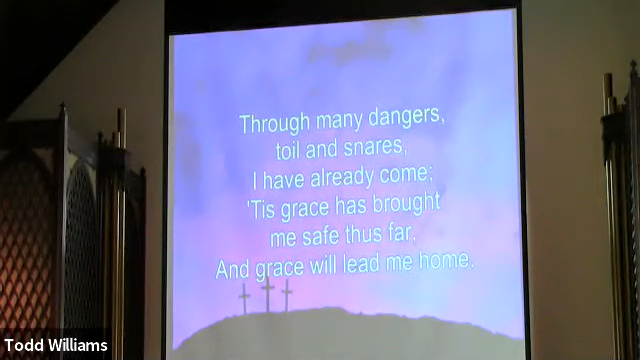 Through many dangers,
toil and snares,
I have already come;
'Tis grace has brought
me safe thus far,
And grace will lead me home.
Todd Williams